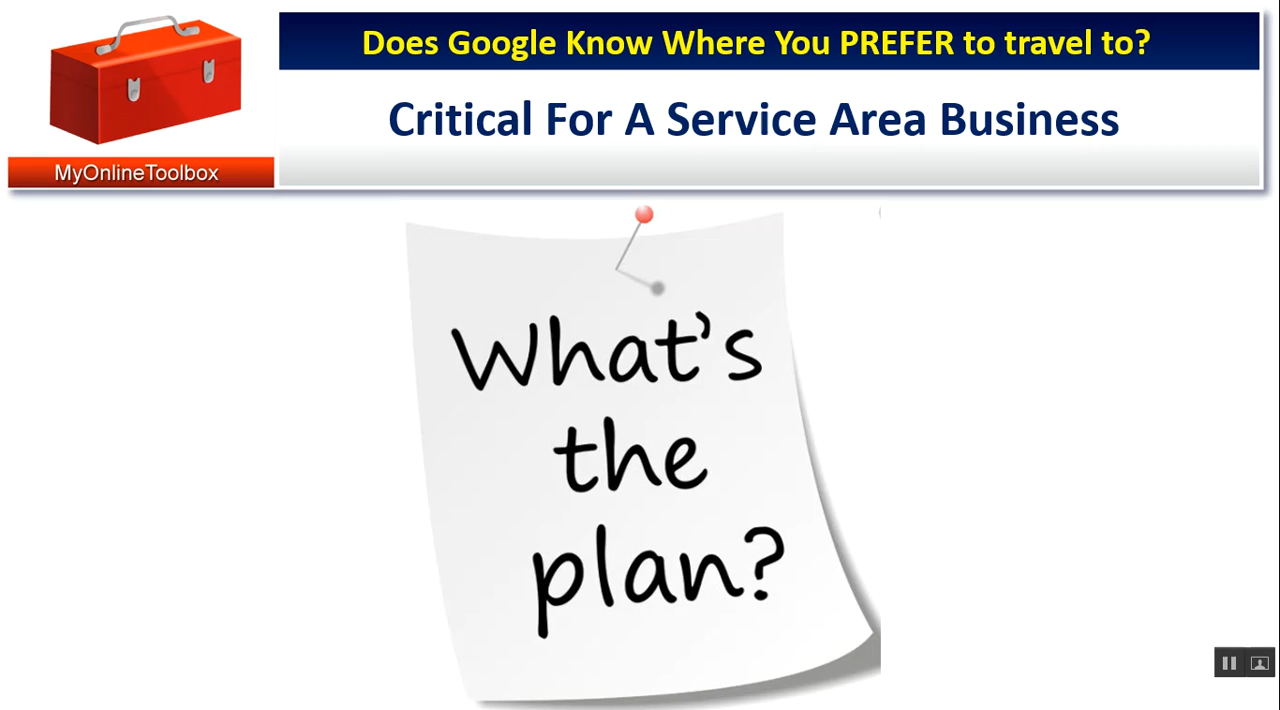 Does Google Know Where You PREFER to travel to?
Critical For A Service Area Business
MyOnlineToolbox
What's
the
plan?